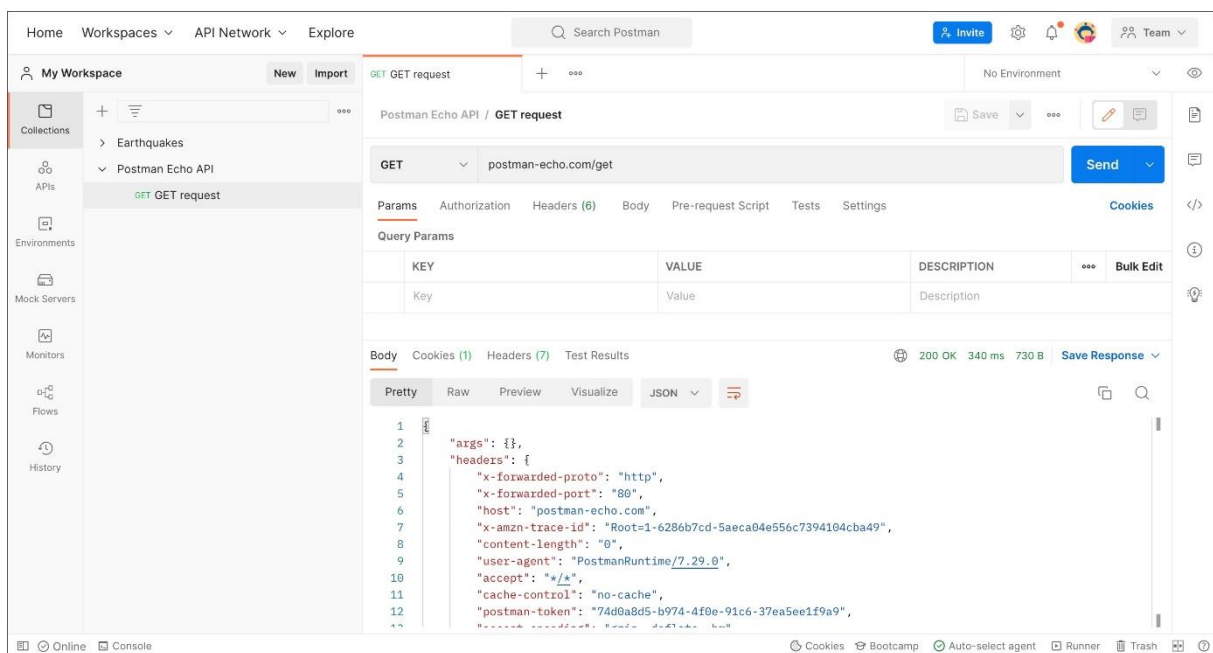 Home Workspaces API Network Explore Search Postman Invite Team
My Workspace New Import GET GET request No Environment
Collections
APIs
Environments
Mock Servers
Monitors
Flows
History
Earthquakes
Postman Echo API
GET GET request
Postman Echo API / GET request Save
GET postman-echo.com/get Send
Params Authorization Headers (6) Body Pre-request Script Tests Settings Cookies
Query Params
KEY VALUE DESCRIPTION Bulk Edit
Key Value Description
Body Cookies (1) Headers (7) Test Results 200 OK 340 ms 730 B Save Response
Pretty Raw Preview Visualize JSON
1 {
2 "args": {},
3 "headers": {
4 "x-forwarded-proto": "http",
5 "x-forwarded-port": "80",
6 "host": "postman-echo.com",
7 "x-amzn-trace-id": "Root=1-6286b7cd-5aeca04e556c7394104cba49",
8 "content-length": "0",
9 "user-agent": "PostmanRuntime/7.29.0",
10 "accept": "*/*",
11 "cache-control": "no-cache",
12 "postman-token": "74d0a8d5-b974-4f0e-91c6-37ea5ee1f9a9",
Online Console Cookies Bootcamp Auto-select agent Runner Trash